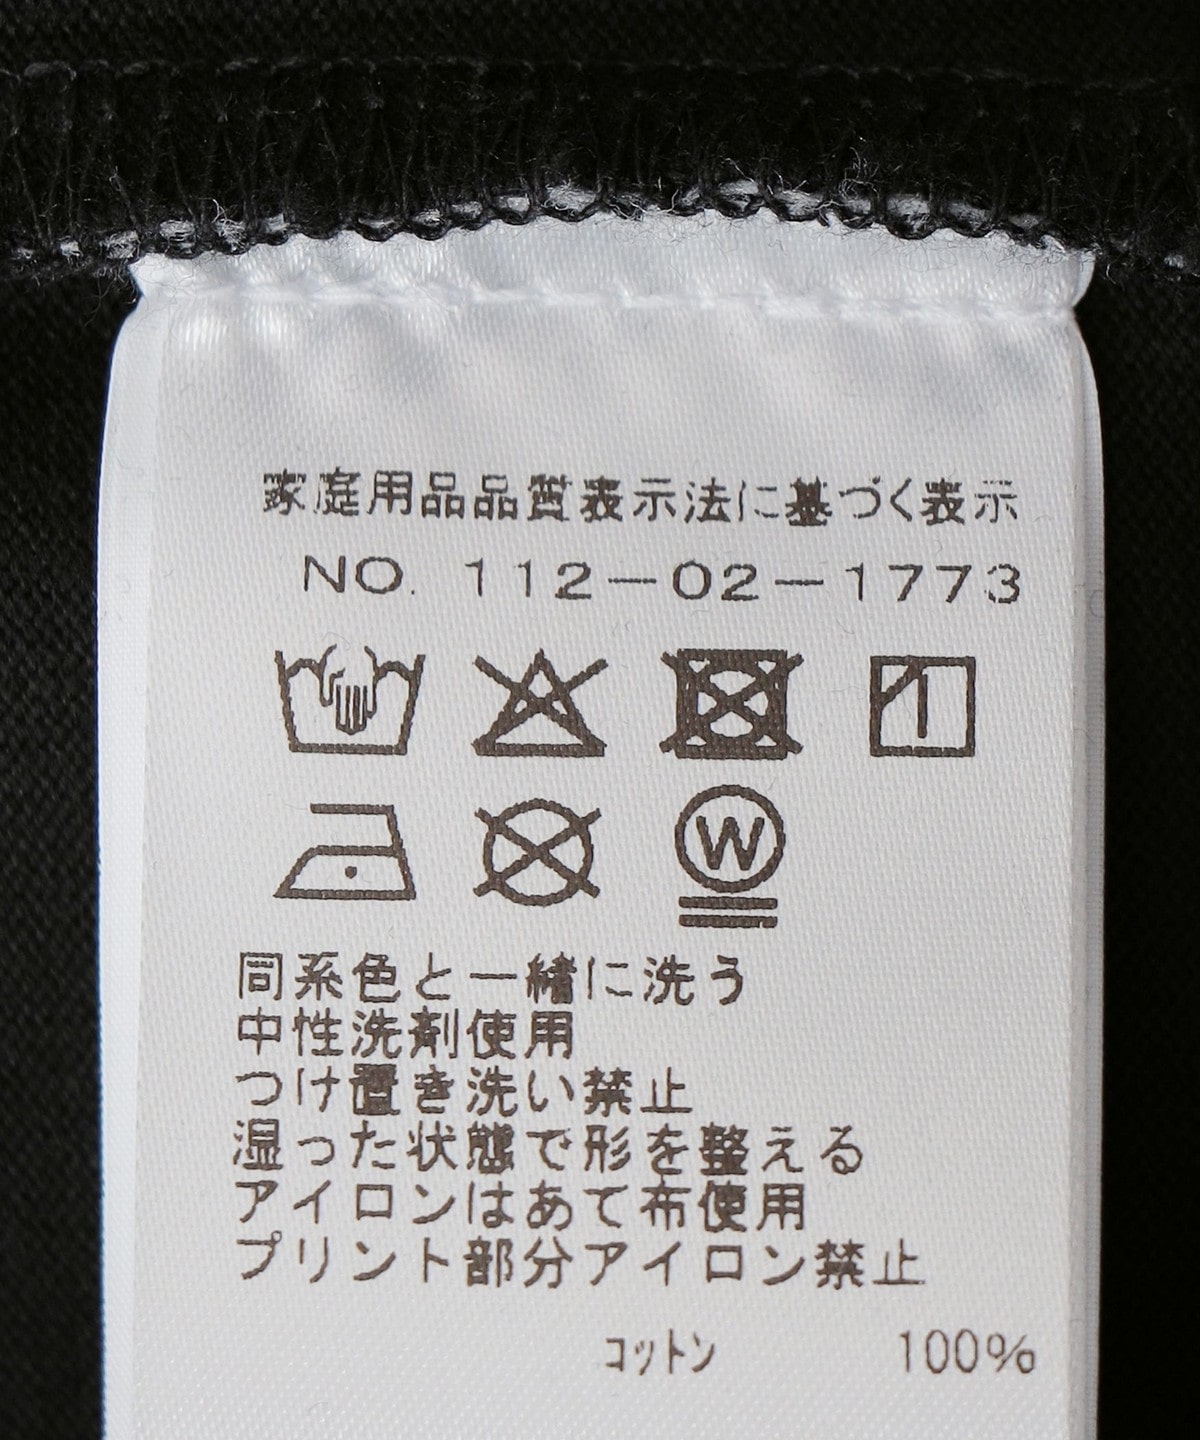 家庭用品品質表示法に基づく表示
NO. 112-02-1773
W
同系色と一緒に洗う
中性洗剤使用
つけ置き洗い禁止
湿った状態で形を整える
アイロンはあて布使用
プリント部分アイロン禁止
コットン 100%